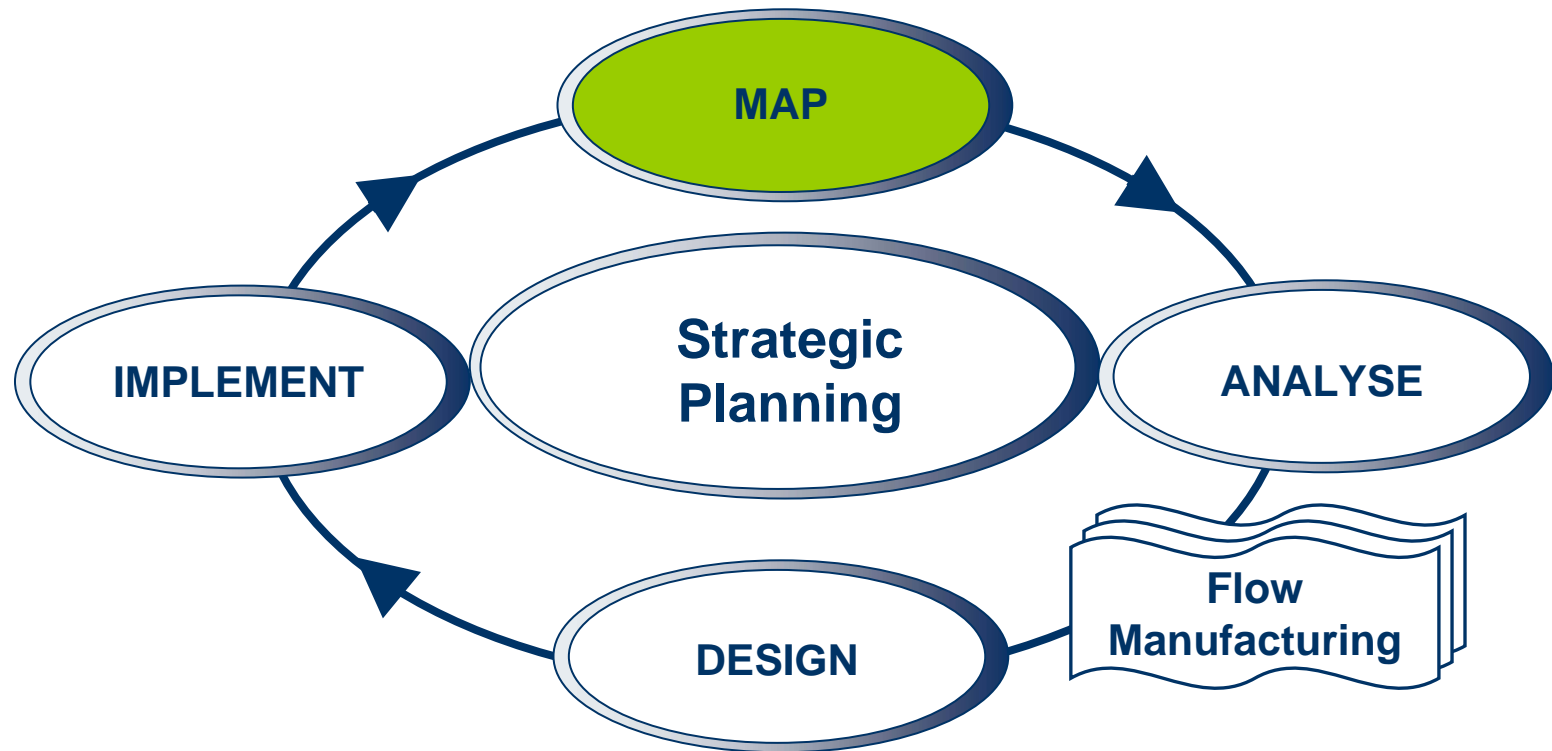 MAP
Strategic
Planning
IMPLEMENT
ANALYSE
Flow
Manufacturing
DESIGN